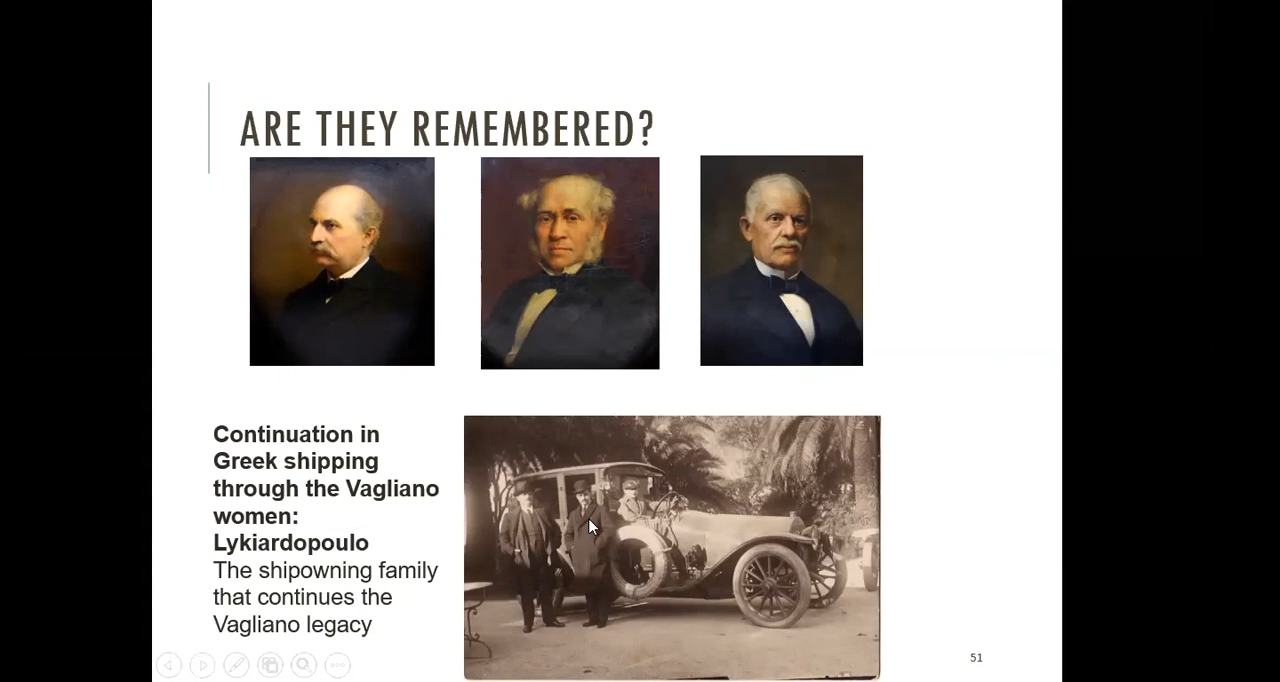 ARE THEY REMEMBERED?
Continuation in
Greek shipping
through the Vagliano
women:
Lykiardopoulo
The shipowning family
that continues the
Vagliano legacy
51